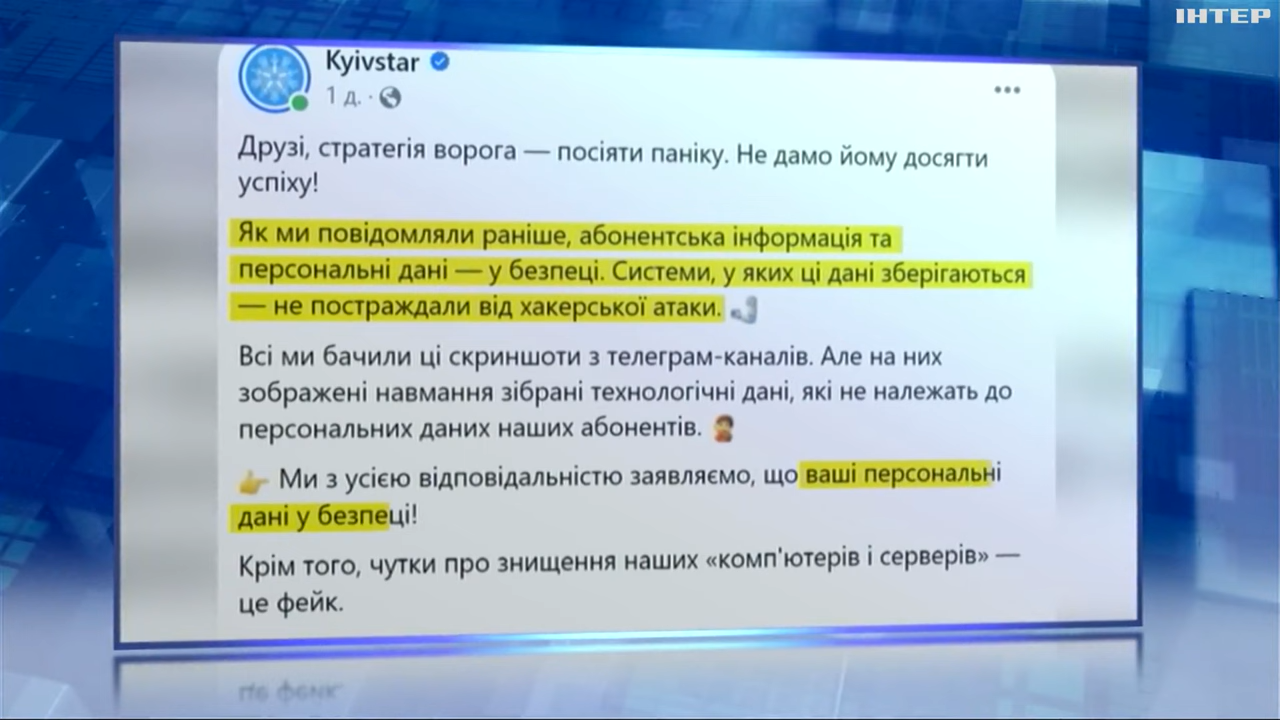 ІНТЕР
Kyivstar
1 д.
Друзі, стратегія ворога — посіяти паніку. Не дамо йому досягти
успіху!
Як ми повідомляли раніше, абонентська інформація та
персональні дані — у безпеці. Системи, у яких ці дані зберігаються
— не постраждали від хакерської атаки.
Всі ми бачили ці скриншоти з телеграм-каналів. Але на них
зображені навмання зібрані технологічні дані, які не належать до
персональних даних наших абонентів.
Ми з усією відповідальністю заявляємо, що ваші персональні
дані у безпеці!
Крім того, чутки про знищення наших «комп'ютерів і серверів» —
це фейк.